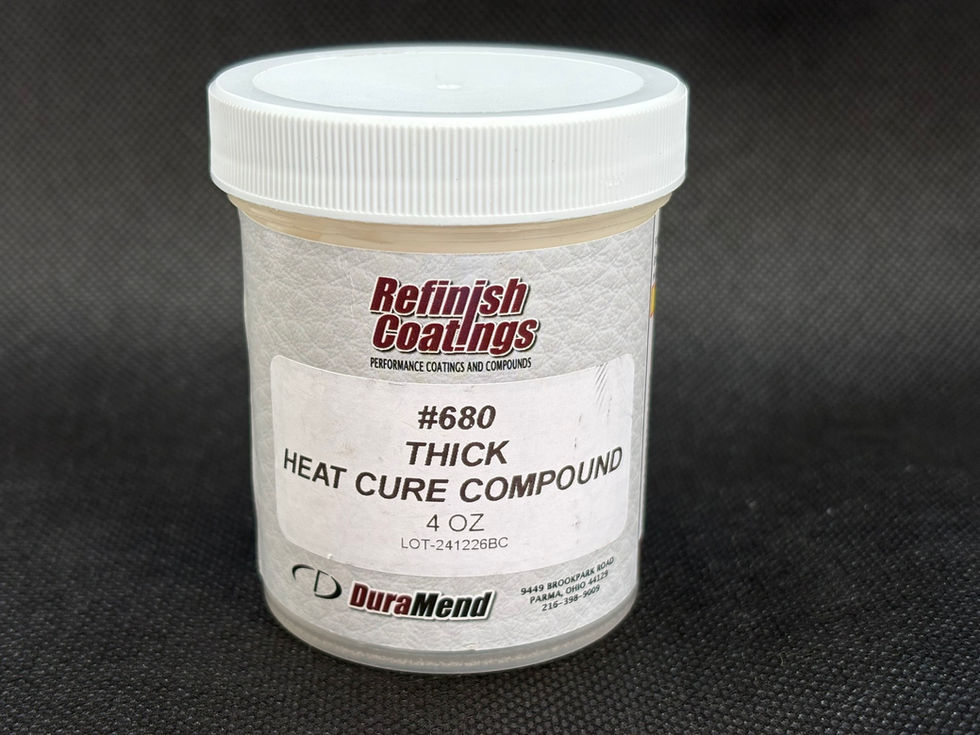 Refinish
Coatings
PERFORMANCE COATINGS AND COMPOUNDS
#680
THICK
HEAT CURE COMPOUND
4 OZ
LOT-241226BC
D DuraMend
9449 BROOKPARK ROAD
PARMA, OHIO 44129
216-398-9009